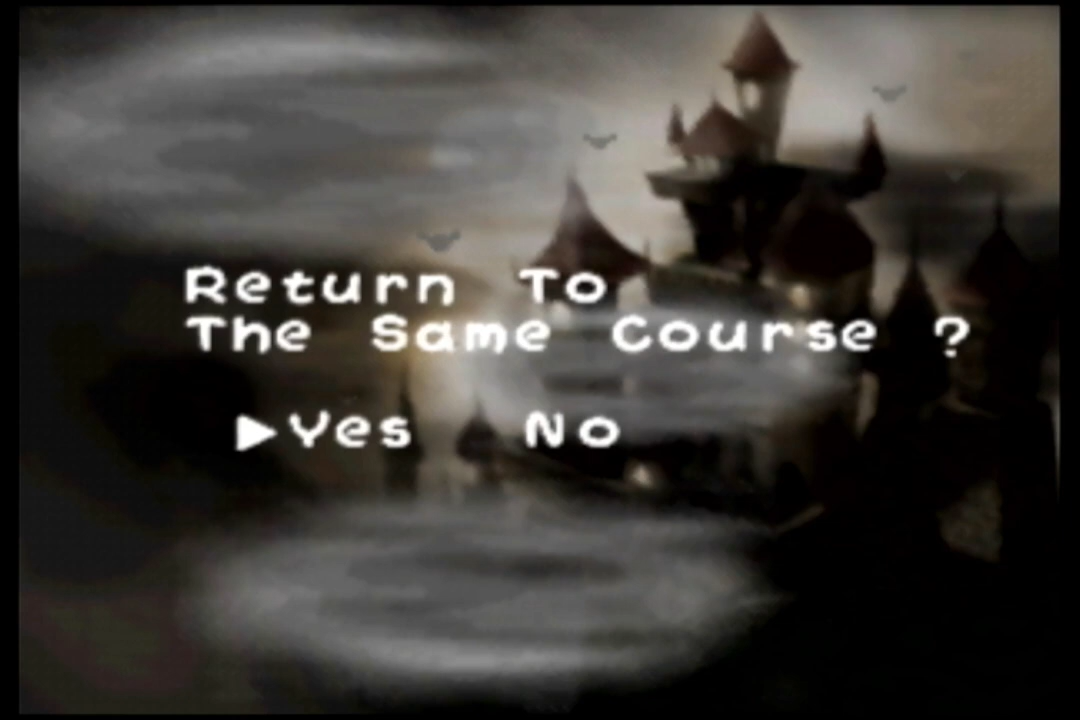 Return To
The Same Course ?
▶Yes No